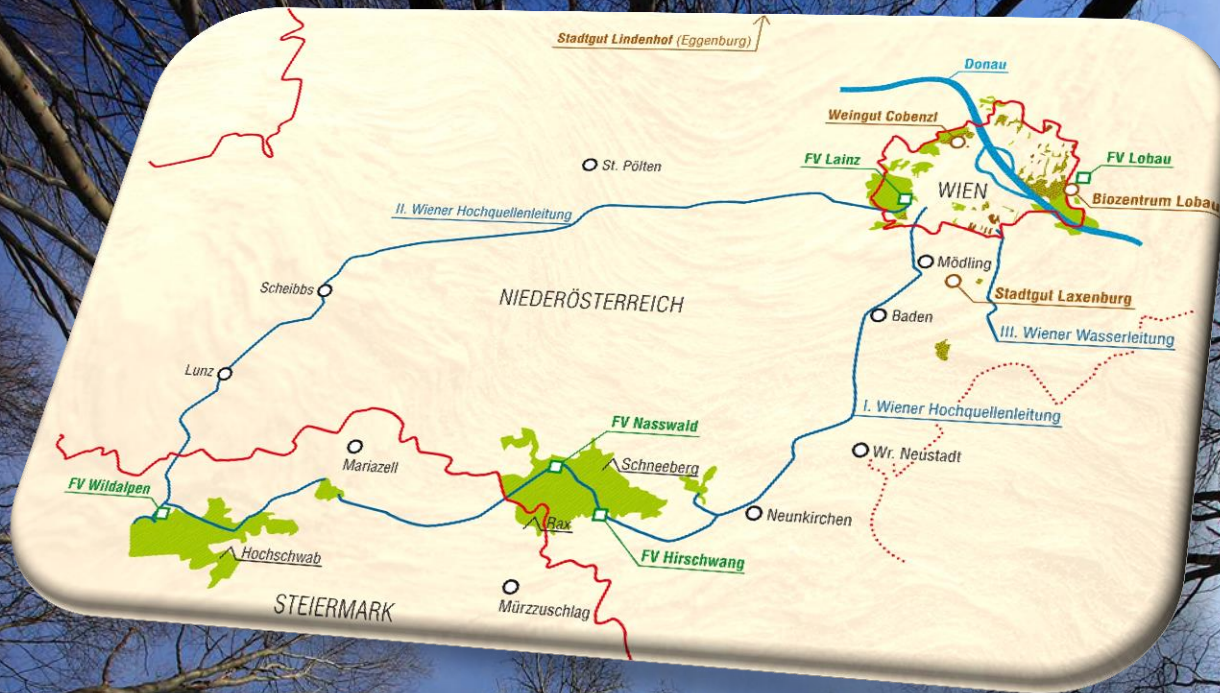 Stadtgut Lindenhof (Eggenburg)
Donau
Weingut Cobenzl
FV Lainz
FV Lobau
St. Pölten
WIEN
Biozentrum Lobau
II. Wiener Hochquellenleitung
Mödling
Scheibbs
NIEDERÖSTERREICH
Stadtgut Laxenburg
Baden
III. Wiener Wasserleitung
Lunz
I. Wiener Hochquellenleitung
FV Nasswald
Mariazell
Schneeberg
Wr. Neustadt
FV Wildalpen
Neunkirchen
Rax
Hochschwab
FV Hirschwang
STEIERMARK
Mürzzuschlag